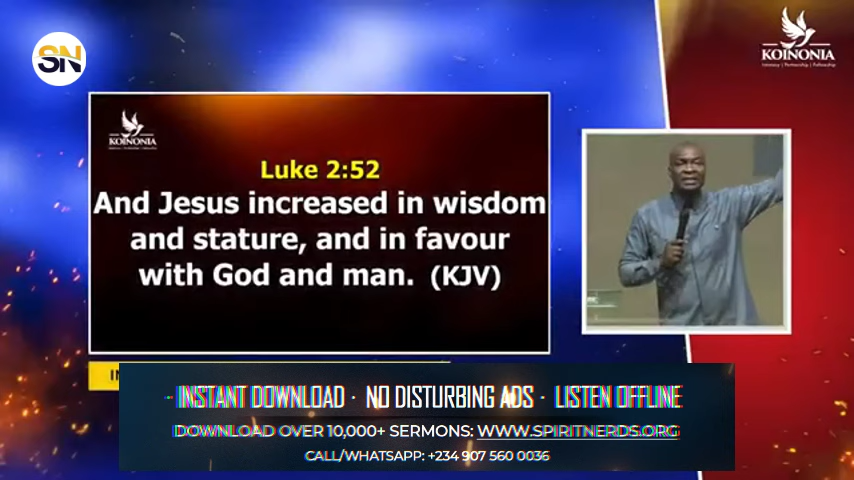 SN
KOINONIA
Intimacy | Partnership | Fellowship
KOINONIA
Luke 2:52
And Jesus increased in wisdom
and stature, and in favour
with God and man. (KJV)
· INSTANT DOWNLOAD · NO DISTURBING ADS · LISTEN OFFLINE
DOWNLOAD OVER 10,000+ SERMONS: WWW.SPIRITNERDS.ORG
CALL/WHATSAPP: +234 907 560 0036